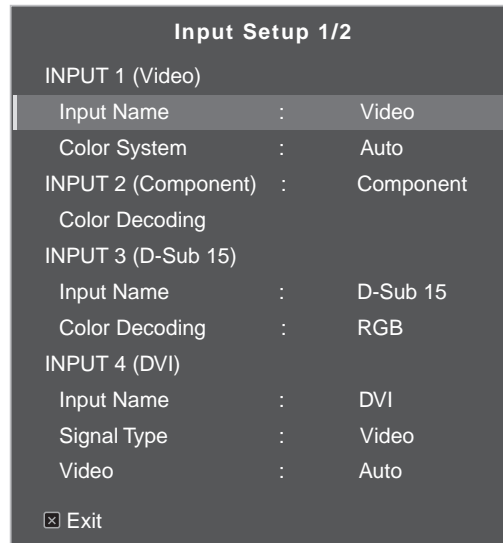 Input Setup 1/2
INPUT 1 (Video)
Input Name : Video
Color System : Auto
INPUT 2 (Component) : Component
Color Decoding
INPUT 3 (D-Sub 15)
Input Name : D-Sub 15
Color Decoding : RGB
INPUT 4 (DVI)
Input Name : DVI
Signal Type : Video
Video : Auto
Exit